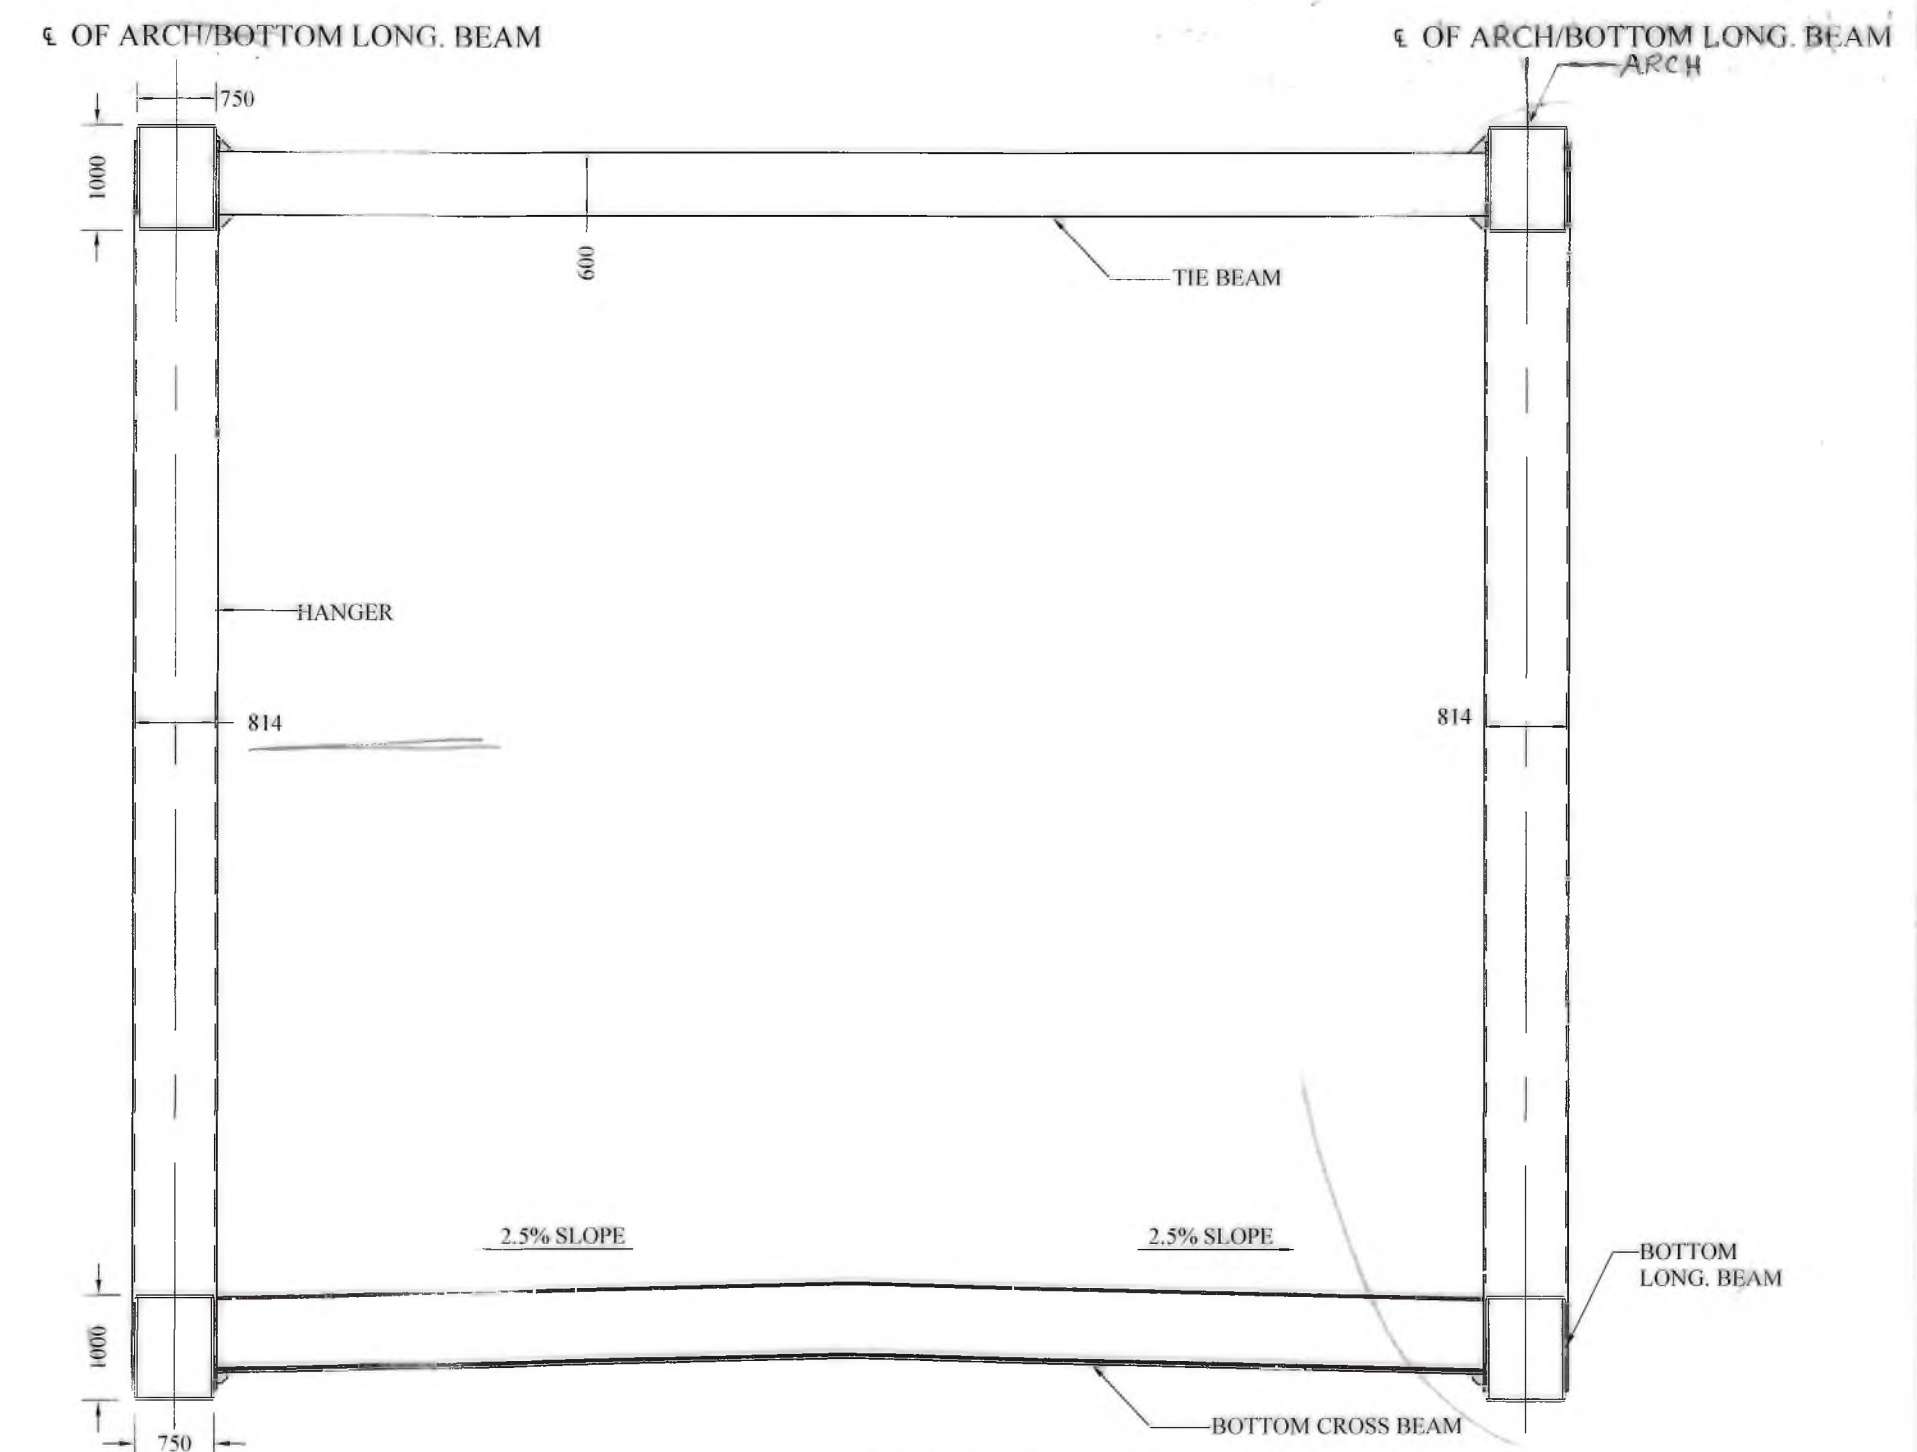 ℄ OF ARCH/BOTTOM LONG. BEAM
℄ OF ARCH/BOTTOM LONG. BEAM
ARCH
750
1000
600
TIE BEAM
HANGER
814
814
2.5% SLOPE
2.5% SLOPE
BOTTOM
LONG. BEAM
1000
BOTTOM CROSS BEAM
750